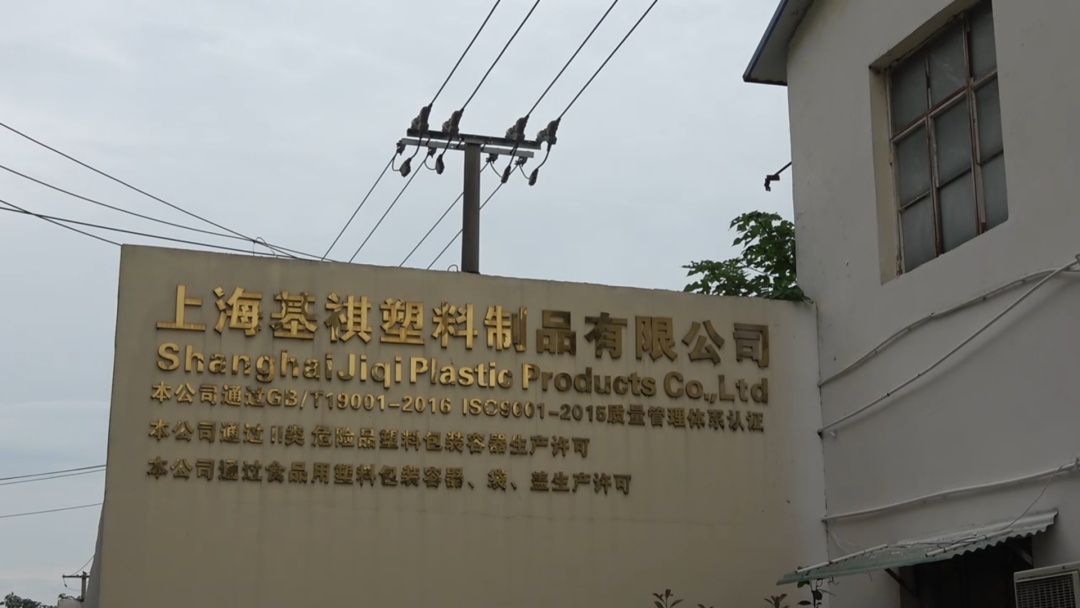 上海基祺塑料制品有限公司
Shanghai Jiqi Plastic Products Co.,Ltd
本公司通过GB/T19001-2016 ISO9001-2015质量管理体系认证
本公司通过II类危险品塑料包装容器生产许可
本公司通过食品用塑料包装容器、袋、盖生产许可